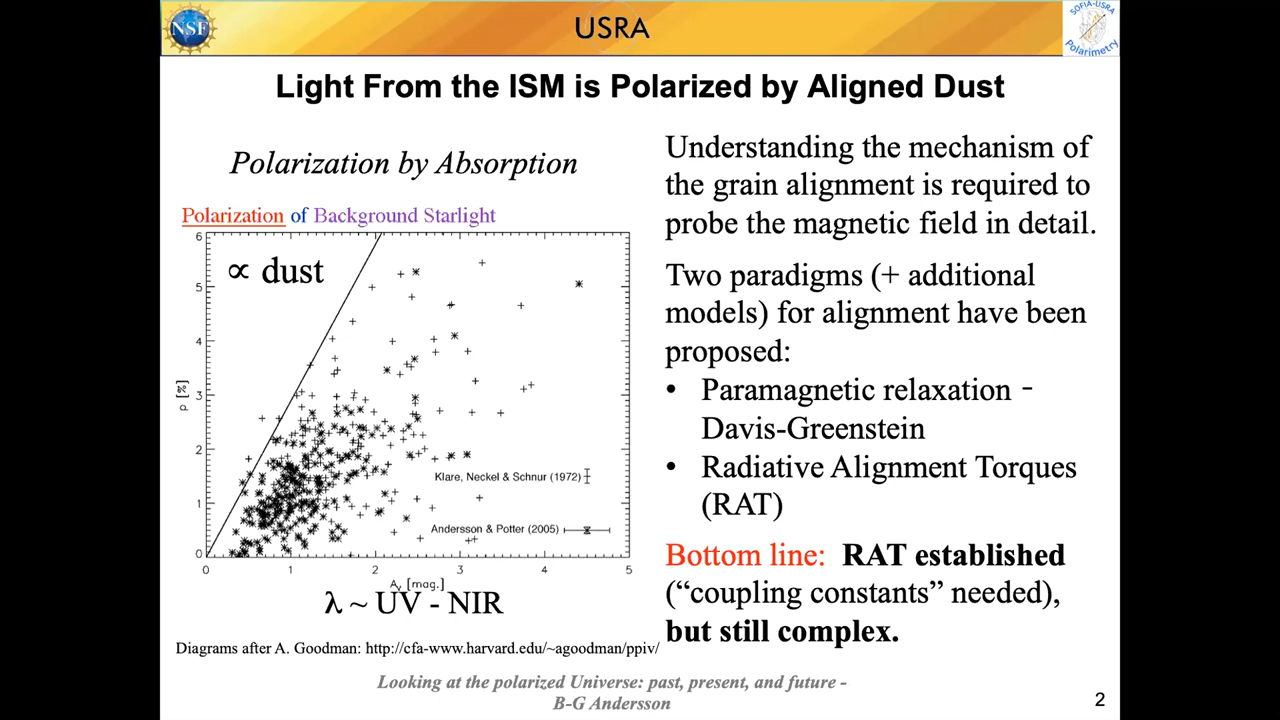 NSF
USRA
SOFIA-USRA
Polarimetry
Light From the ISM is Polarized by Aligned Dust
Polarization by Absorption
Polarization of Background Starlight
∝ dust
6
5
4
3
2
1
0
p [%]
Klare, Neckel & Schnur (1972)
Andersson & Potter (2005)
0 1 2 3 4 5
Av [mag.]
λ ~ UV - NIR
Diagrams after A. Goodman: http://cfa-www.harvard.edu/~agoodman/ppiv/
Understanding the mechanism of
the grain alignment is required to
probe the magnetic field in detail.
Two paradigms (+ additional
models) for alignment have been
proposed:
• Paramagnetic relaxation -
Davis-Greenstein
• Radiative Alignment Torques
(RAT)
Bottom line: RAT established
(“coupling constants” needed),
but still complex.
Looking at the polarized Universe: past, present, and future -
B-G Andersson
2